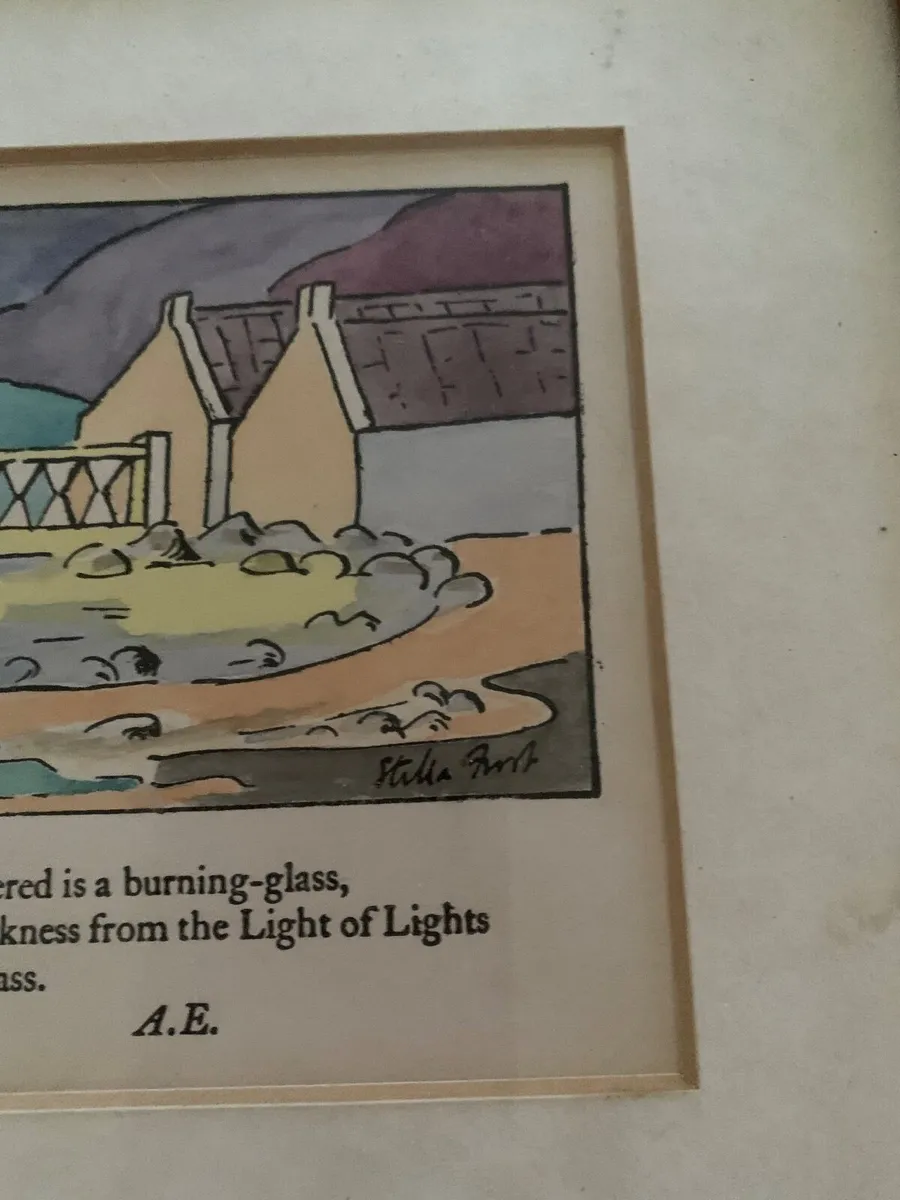 Stella Frost
ered is a burning-glass,
kness from the Light of Lights
ass.
A.E.